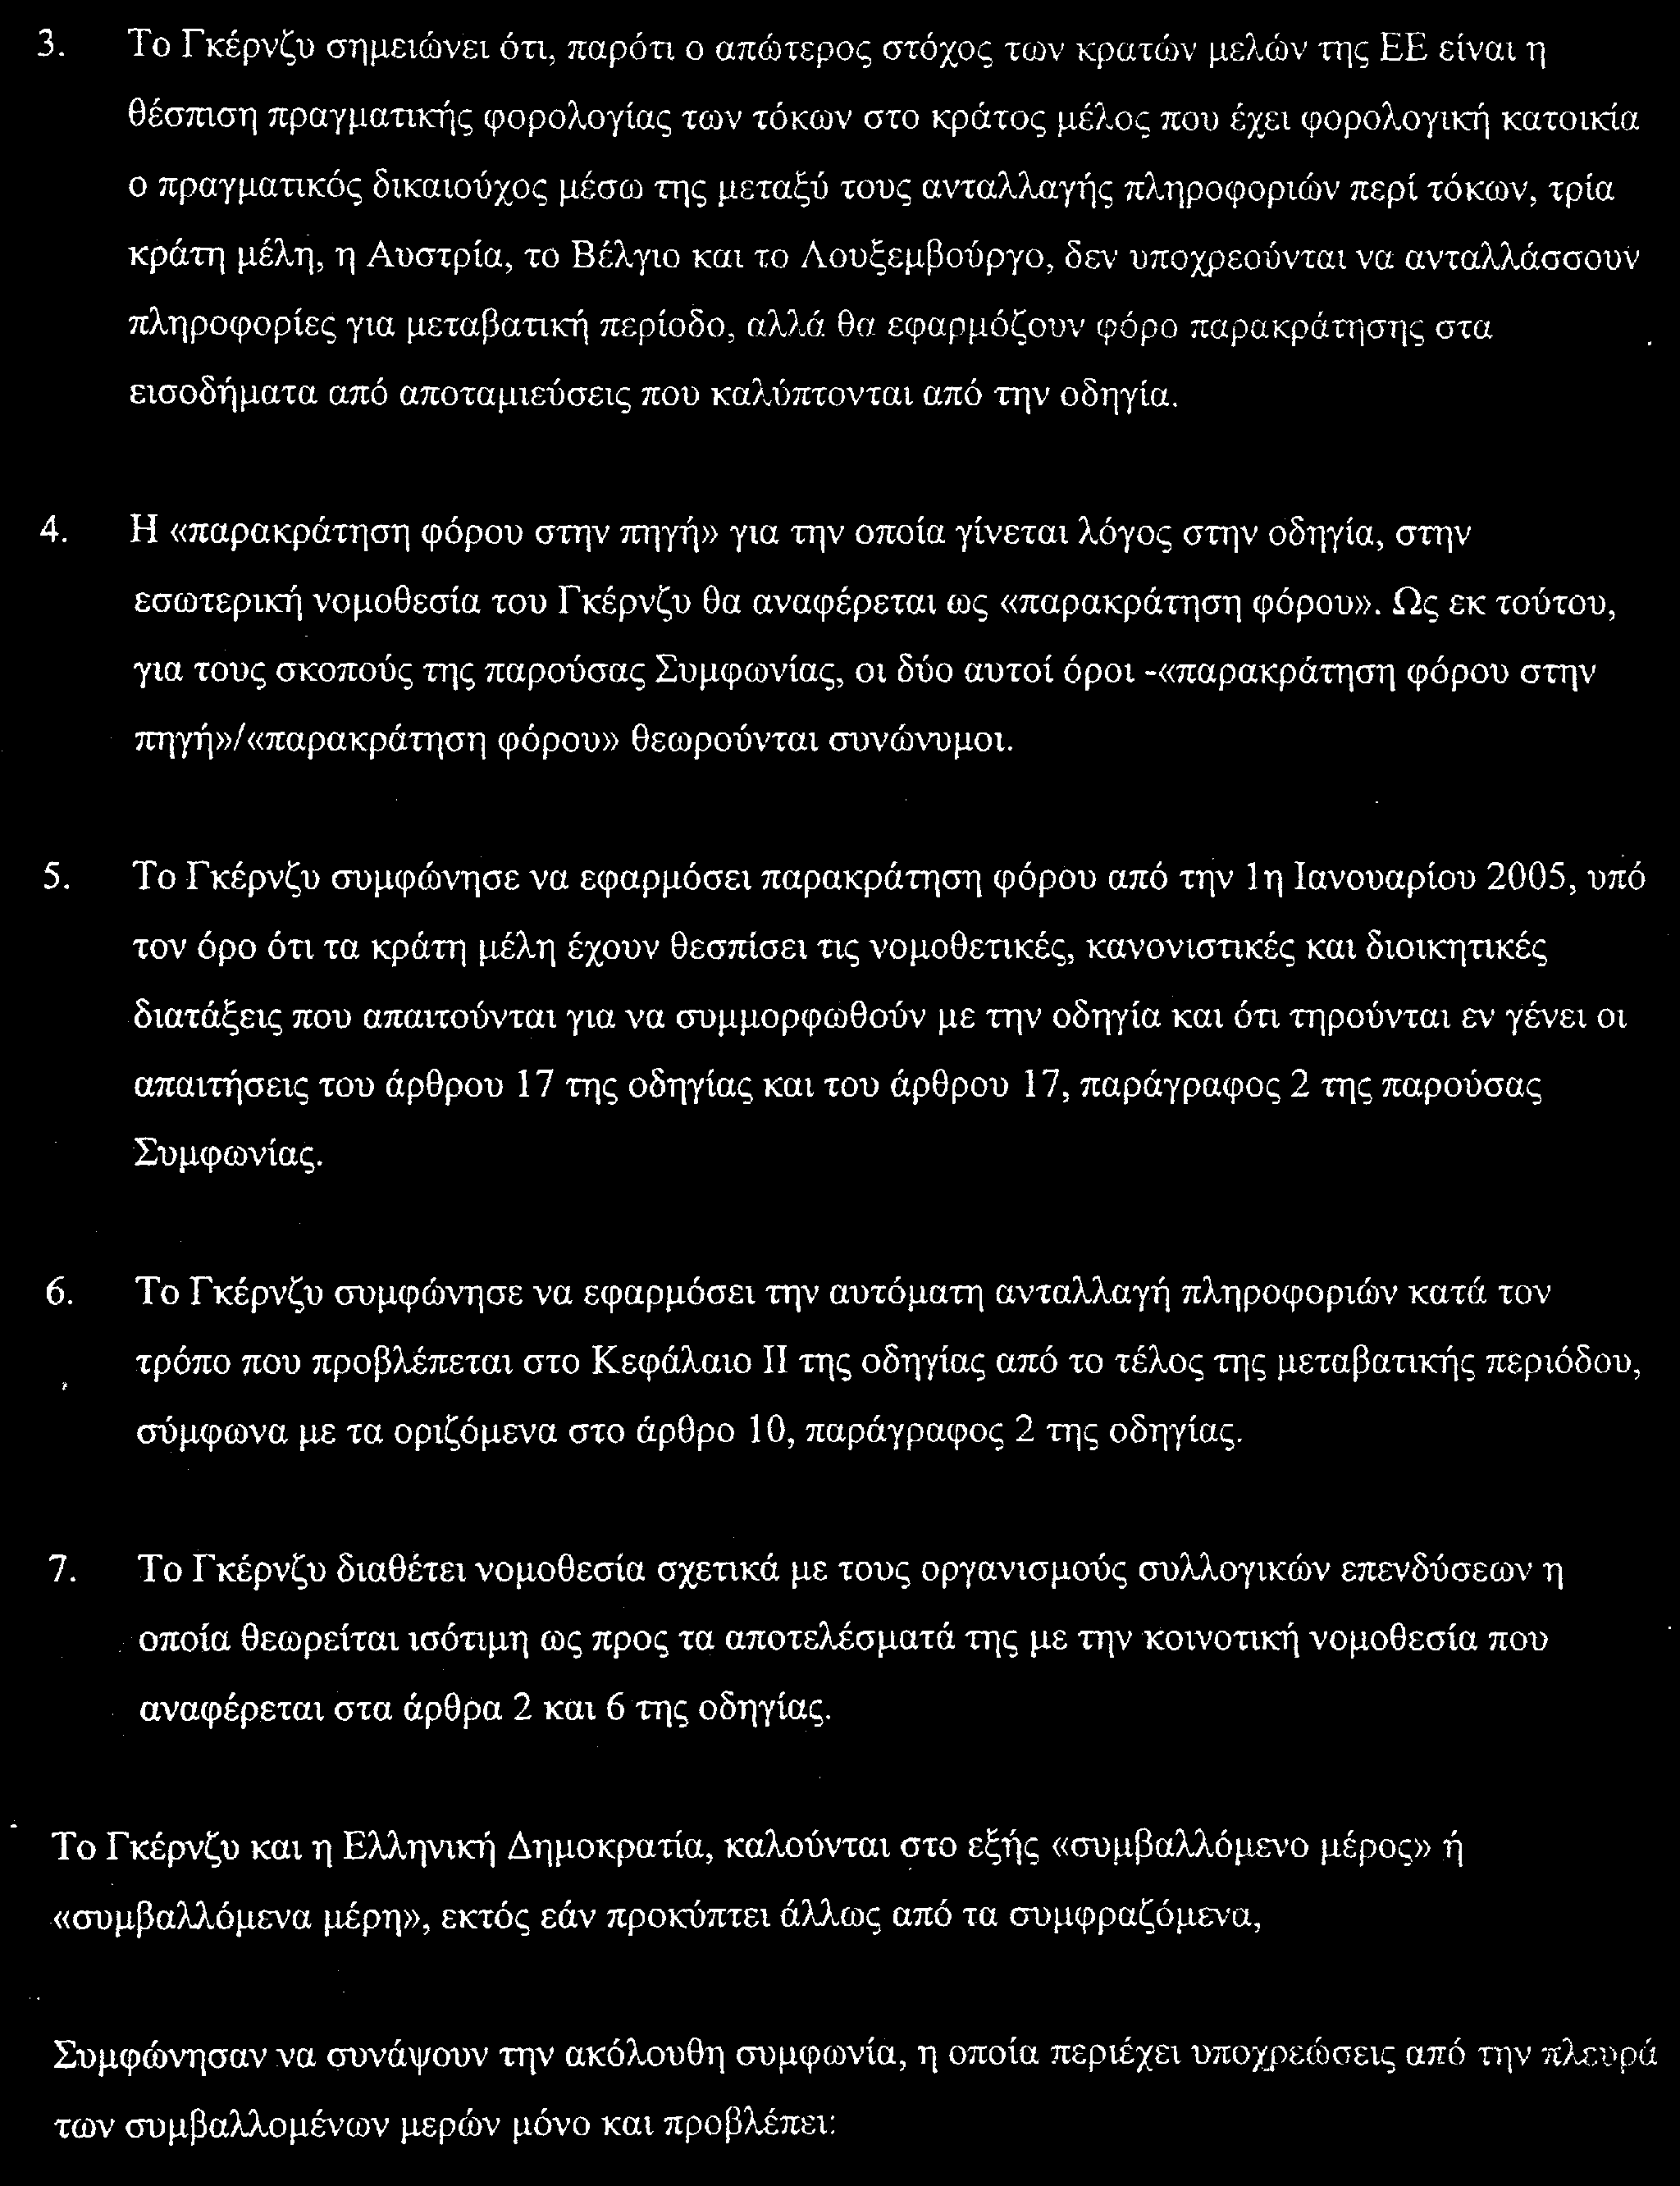 3. Το Γκέρνζυ σημειώνει ότι, παρότι ο απώτερος στόχος των κρατών μελών της ΕΕ είναι η
θέσπιση πραγματικής φορολογίας των τόκων στο κράτος μέλος που έχει φορολογική κατοικία
ο πραγματικός δικαιούχος μέσω της μεταξύ τους ανταλλαγής πληροφοριών περί τόκων, τρία
κράτη μέλη, η Αυστρία, το Βέλγιο και το Λουξεμβούργο, δεν υποχρεούνται να ανταλλάσσουν
πληροφορίες για μεταβατική περίοδο, αλλά θα εφαρμόζουν φόρο παρακράτησης στα
εισοδήματα από αποταμιεύσεις που καλύπτονται από την οδηγία.
4. Η «παρακράτηση φόρου στην πηγή» για την οποία γίνεται λόγος στην οδηγία, στην
εσωτερική νομοθεσία του Γκέρνζυ θα αναφέρεται ως «παρακράτηση φόρου». Ως εκ τούτου,
για τους σκοπούς της παρούσας Συμφωνίας, οι δύο αυτοί όροι -«παρακράτηση φόρου στην
πηγή»/«παρακράτηση φόρου» θεωρούνται συνώνυμοι.
5. Το Γκέρνζυ συμφώνησε να εφαρμόσει παρακράτηση φόρου από την 1η Ιανουαρίου 2005, υπό
τον όρο ότι τα κράτη μέλη έχουν θεσπίσει τις νομοθετικές, κανονιστικές και διοικητικές
διατάξεις που απαιτούνται για να συμμορφωθούν με την οδηγία και ότι τηρούνται εν γένει οι
απαιτήσεις του άρθρου 17 της οδηγίας και του άρθρου 17, παράγραφος 2 της παρούσας
Συμφωνίας.
6. Το Γκέρνζυ συμφώνησε να εφαρμόσει την αυτόματη ανταλλαγή πληροφοριών κατά τον
τρόπο που προβλέπεται στο Κεφάλαιο ΙΙ της οδηγίας από το τέλος της μεταβατικής περιόδου,
σύμφωνα με τα οριζόμενα στο άρθρο 10, παράγραφος 2 της οδηγίας.
7. Το Γκέρνζυ διαθέτει νομοθεσία σχετικά με τους οργανισμούς συλλογικών επενδύσεων η
οποία θεωρείται ισότιμη ως προς τα αποτελέσματά της με την κοινοτική νομοθεσία που
αναφέρεται στα άρθρα 2 και 6 της οδηγίας.
Το Γκέρνζυ και η Ελληνική Δημοκρατία, καλούνται στο εξής «συμβαλλόμενο μέρος» ή
«συμβαλλόμενα μέρη», εκτός εάν προκύπτει άλλως από τα συμφραζόμενα,
Συμφώνησαν να συνάψουν την ακόλουθη συμφωνία, η οποία περιέχει υποχρεώσεις από την πλευρά
των συμβαλλομένων μερών μόνο και προβλέπει: